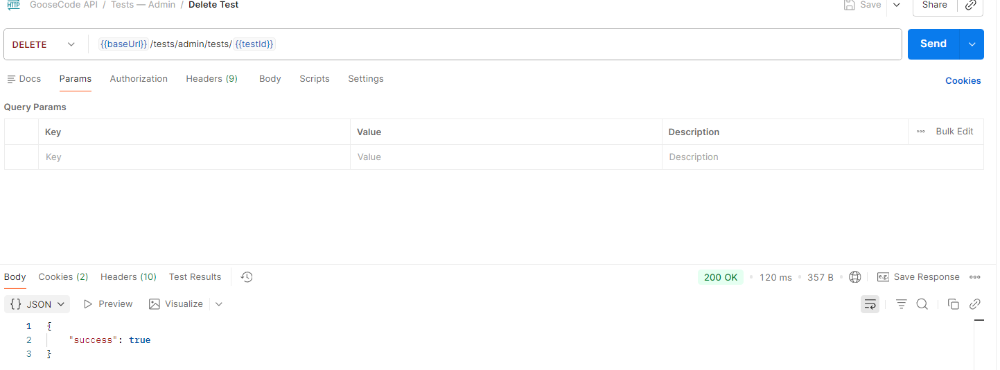 HTTP GooseCode API / Tests — Admin / Delete Test Save Share
DELETE {{baseUrl}} /tests/admin/tests/ {{testId}} Send
Docs Params Authorization Headers (9) Body Scripts Settings Cookies
Query Params
Key Value Description Bulk Edit
Key Value Description
Body Cookies (2) Headers (10) Test Results 200 OK 120 ms 357 B e.g. Save Response
{} JSON Preview Visualize
1 {
2 "success": true
3 }